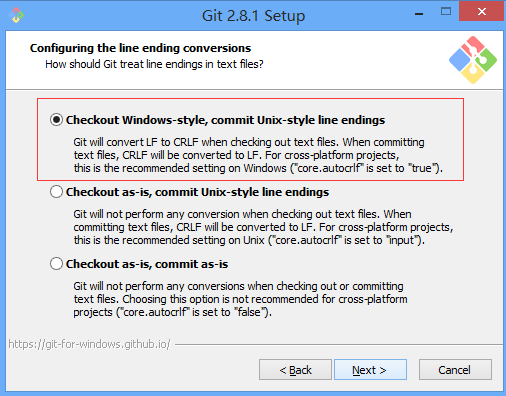 Git 2.8.1 Setup
Configuring the line ending conversions
How should Git treat line endings in text files?
Checkout Windows-style, commit Unix-style line endings
Git will convert LF to CRLF when checking out text files. When committing
text files, CRLF will be converted to LF. For cross-platform projects,
this is the recommended setting on Windows ("core.autocrlf" is set to "true").
Checkout as-is, commit Unix-style line endings
Git will not perform any conversion when checking out text files. When
committing text files, CRLF will be converted to LF. For cross-platform projects,
this is the recommended setting on Unix ("core.autocrlf" is set to "input").
Checkout as-is, commit as-is
Git will not perform any conversions when checking out or committing
text files. Choosing this option is not recommended for cross-platform
projects ("core.autocrlf" is set to "false").
https://git-for-windows.github.io/
< Back
Next >
Cancel